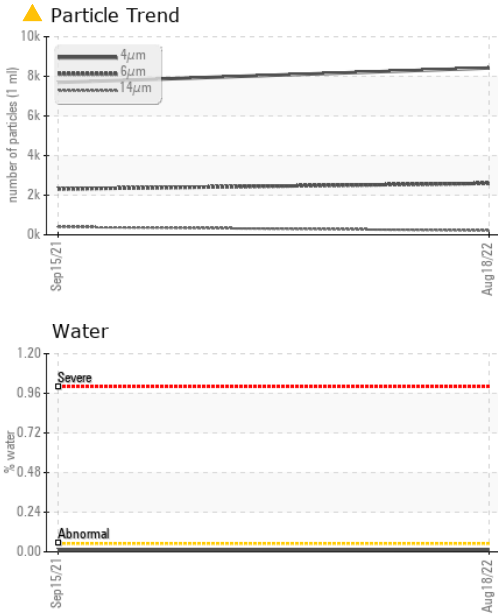 Particle Trend
10k
8k
6k
4k
2k
0k
number of particles (1 ml)
4µm
6µm
14µm
Sep15/21
Aug18/22
Water
1.20
0.96
0.72
0.48
0.24
0.00
% water
Severe
Abnormal
Sep15/21
Aug18/22